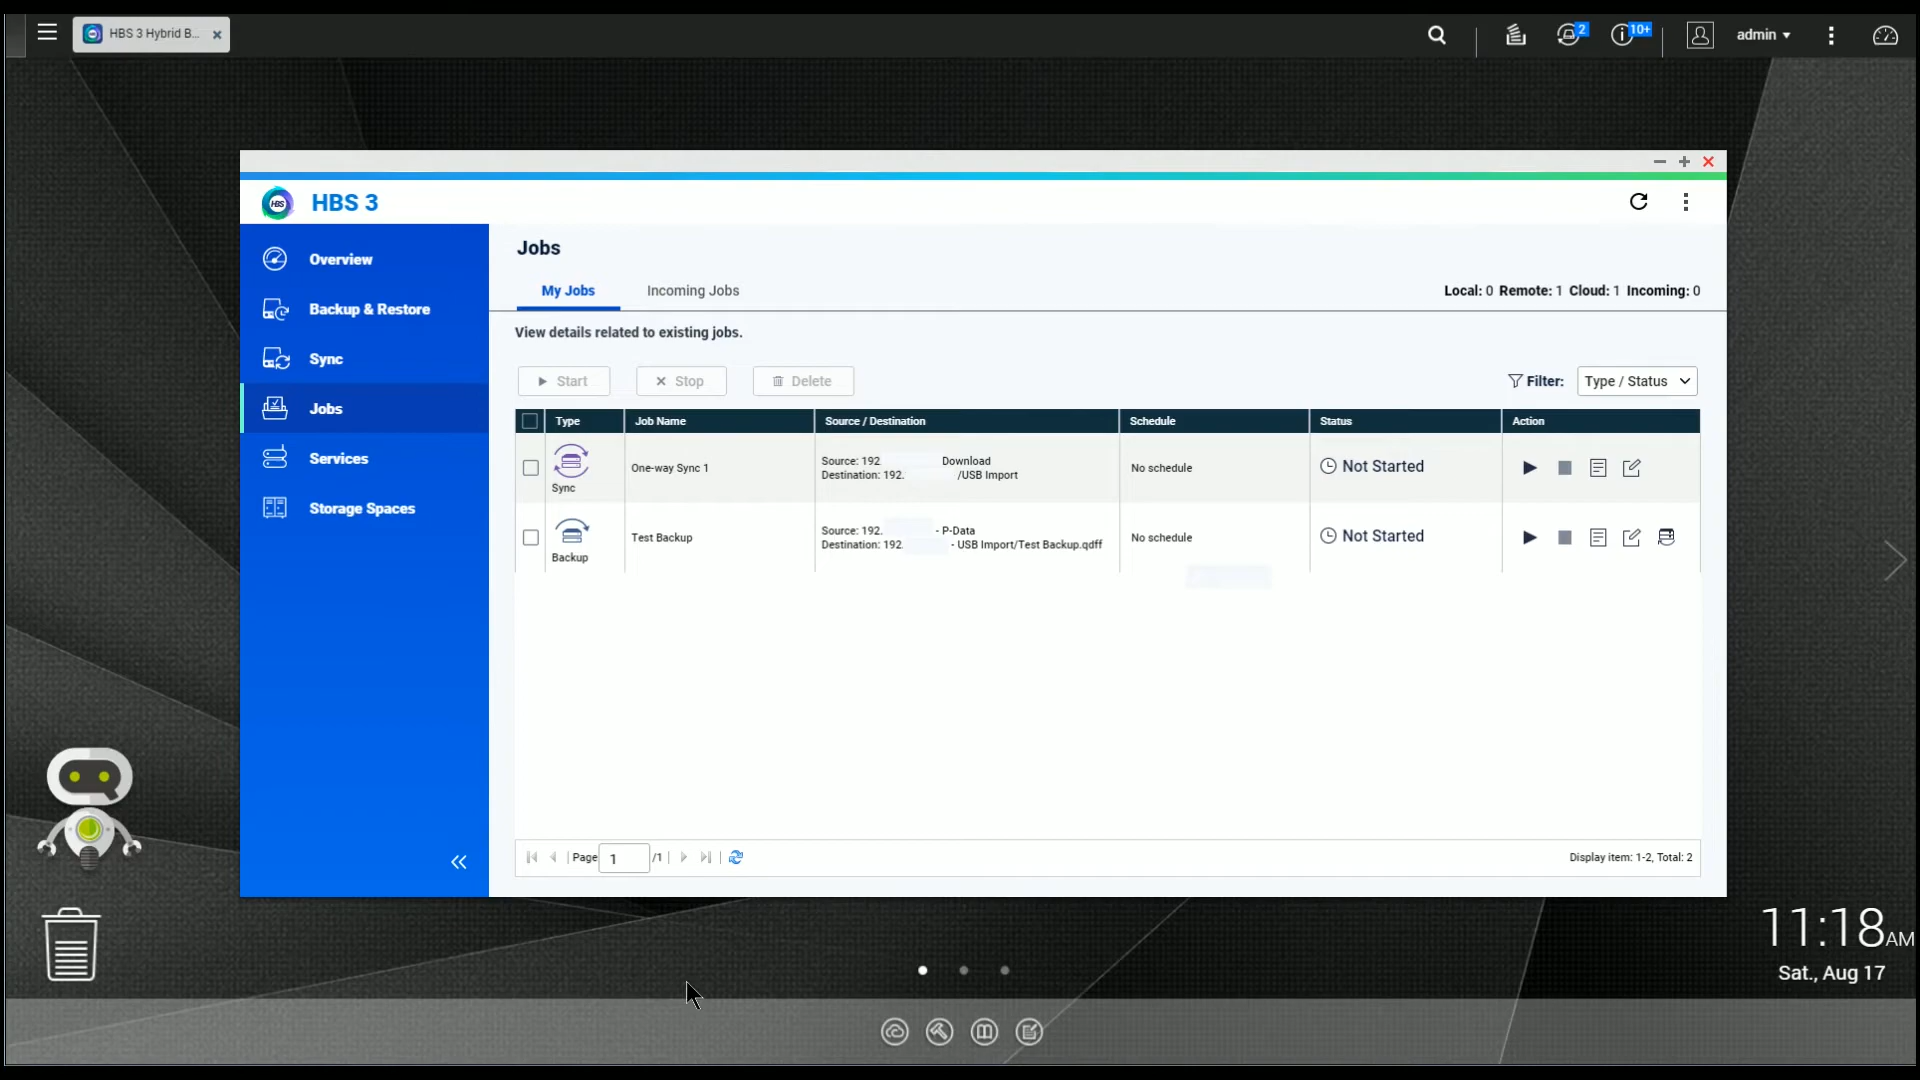 HBS 3 Hybrid B...
2
10+
admin
HBS 3
Overview
Backup & Restore
Sync
Jobs
Services
Storage Spaces
Jobs
My Jobs Incoming Jobs
Local: 0 Remote: 1 Cloud: 1 Incoming: 0
View details related to existing jobs.
Start Stop Delete
Filter: Type / Status
Type Job Name Source / Destination Schedule Status Action
Sync
One-way Sync 1
Source: 192 Download
Destination: 192. /USB Import
No schedule
Not Started
Backup
Test Backup
Source: 192. - P-Data
Destination: 192. - USB Import/Test Backup.qdff
No schedule
Not Started
Page 1 /1
Display item: 1-2, Total: 2
11:18AM
Sat., Aug 17